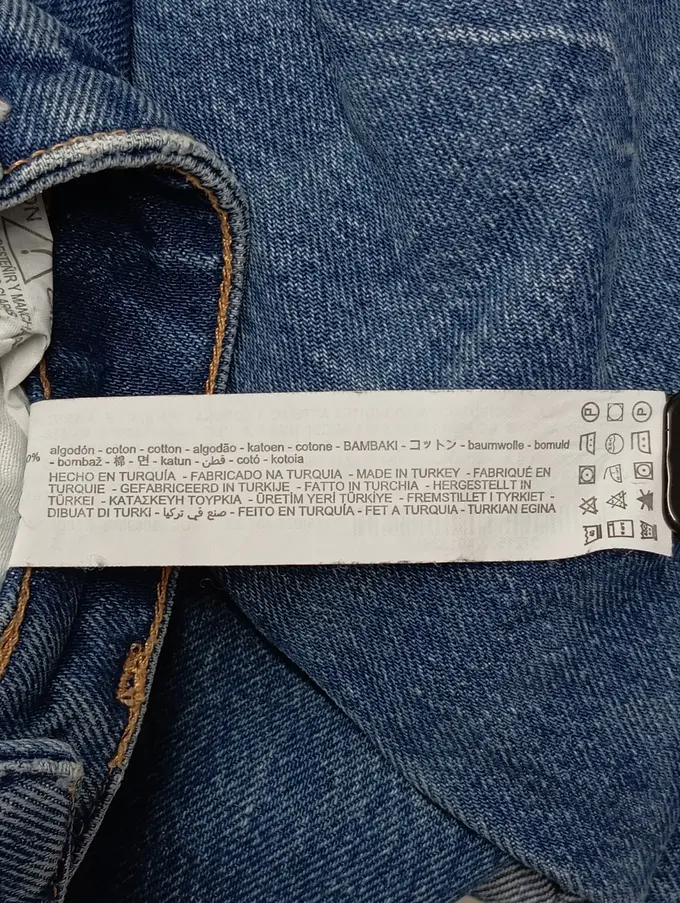 0%
algodón - coton - cotton - algodão - katoen - cotone - BAMBAKI - コットン - baumwolle - bomuld
- bombaž - 棉 - 면 - katun - قطن - cotó - kotoia
HECHO EN TURQUÍA - FABRICADO NA TURQUIA - MADE IN TURKEY - FABRIQUÉ EN
TURQUIE - GEFABRICEERD IN TURKIJE - FATTO IN TURCHIA - HERGESTELLT IN
TÜRKEI - ΚΑΤΑΣΚΕΥΗ ΤΟΥΡΚΙΑ - ÜRETİM YERİ TÜRKİYE - FREMSTILLET I TYRKIET -
DIBUAT DI TURKI - صنع في تركيا - FEITO EN TURQUÍA - FET A TURQUIA - TURKIAN EGINA
P P